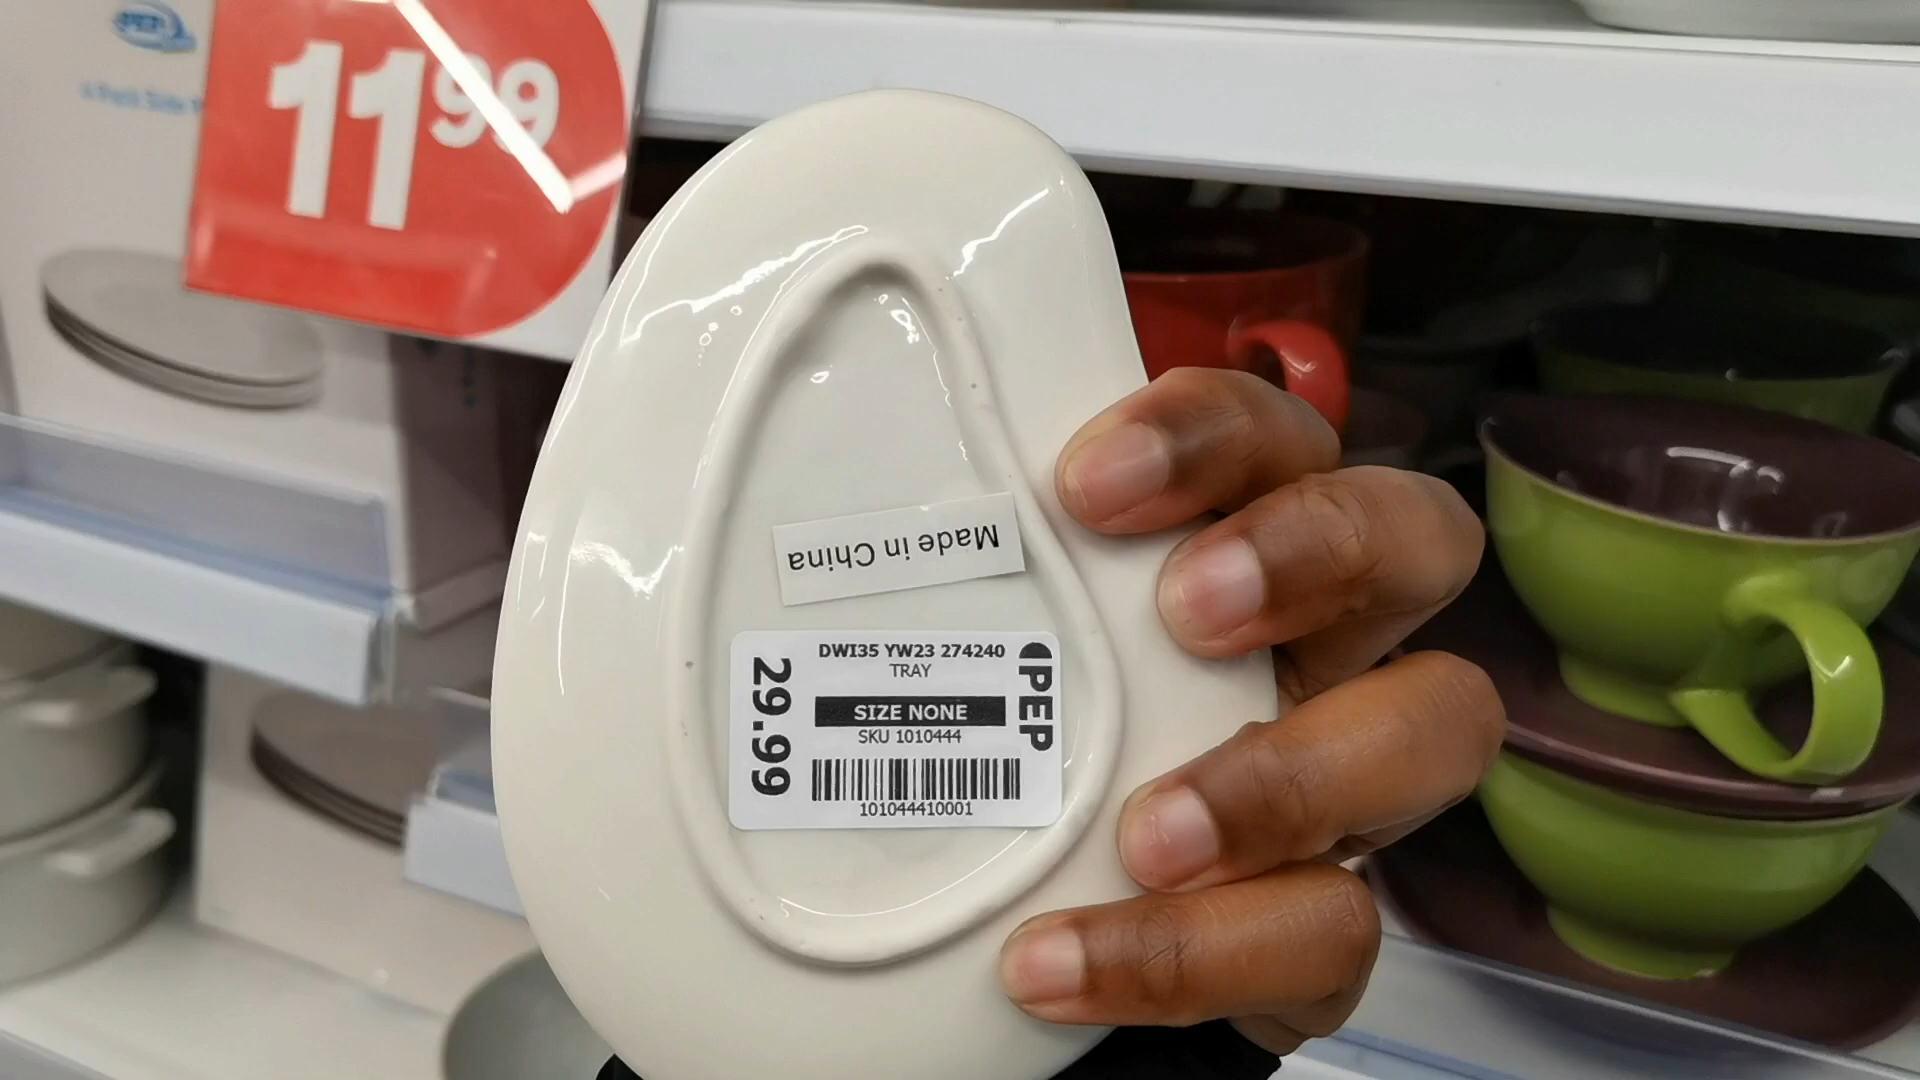 11 99
Made in China
DWI35 YW23 274240
TRAY
SIZE NONE
SKU 1010444
101044410001
29.99
PEP